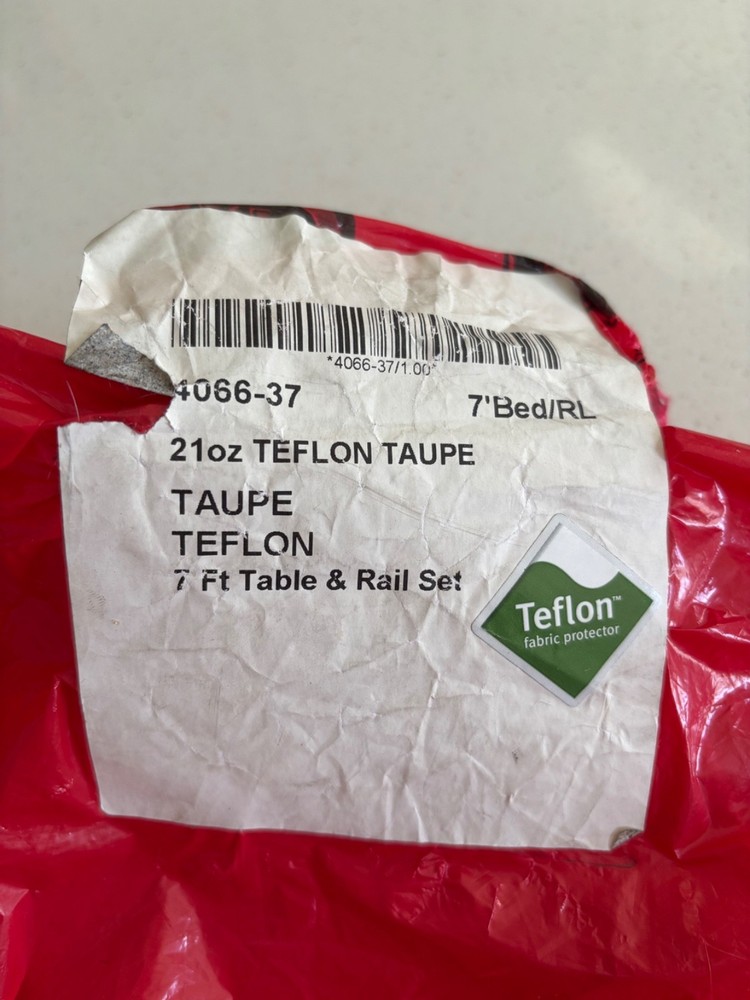 *4066-37/1.00*
4066-37
7'Bed/RL
21oz TEFLON TAUPE
TAUPE
TEFLON
7 Ft Table & Rail Set
Teflon™
fabric protector